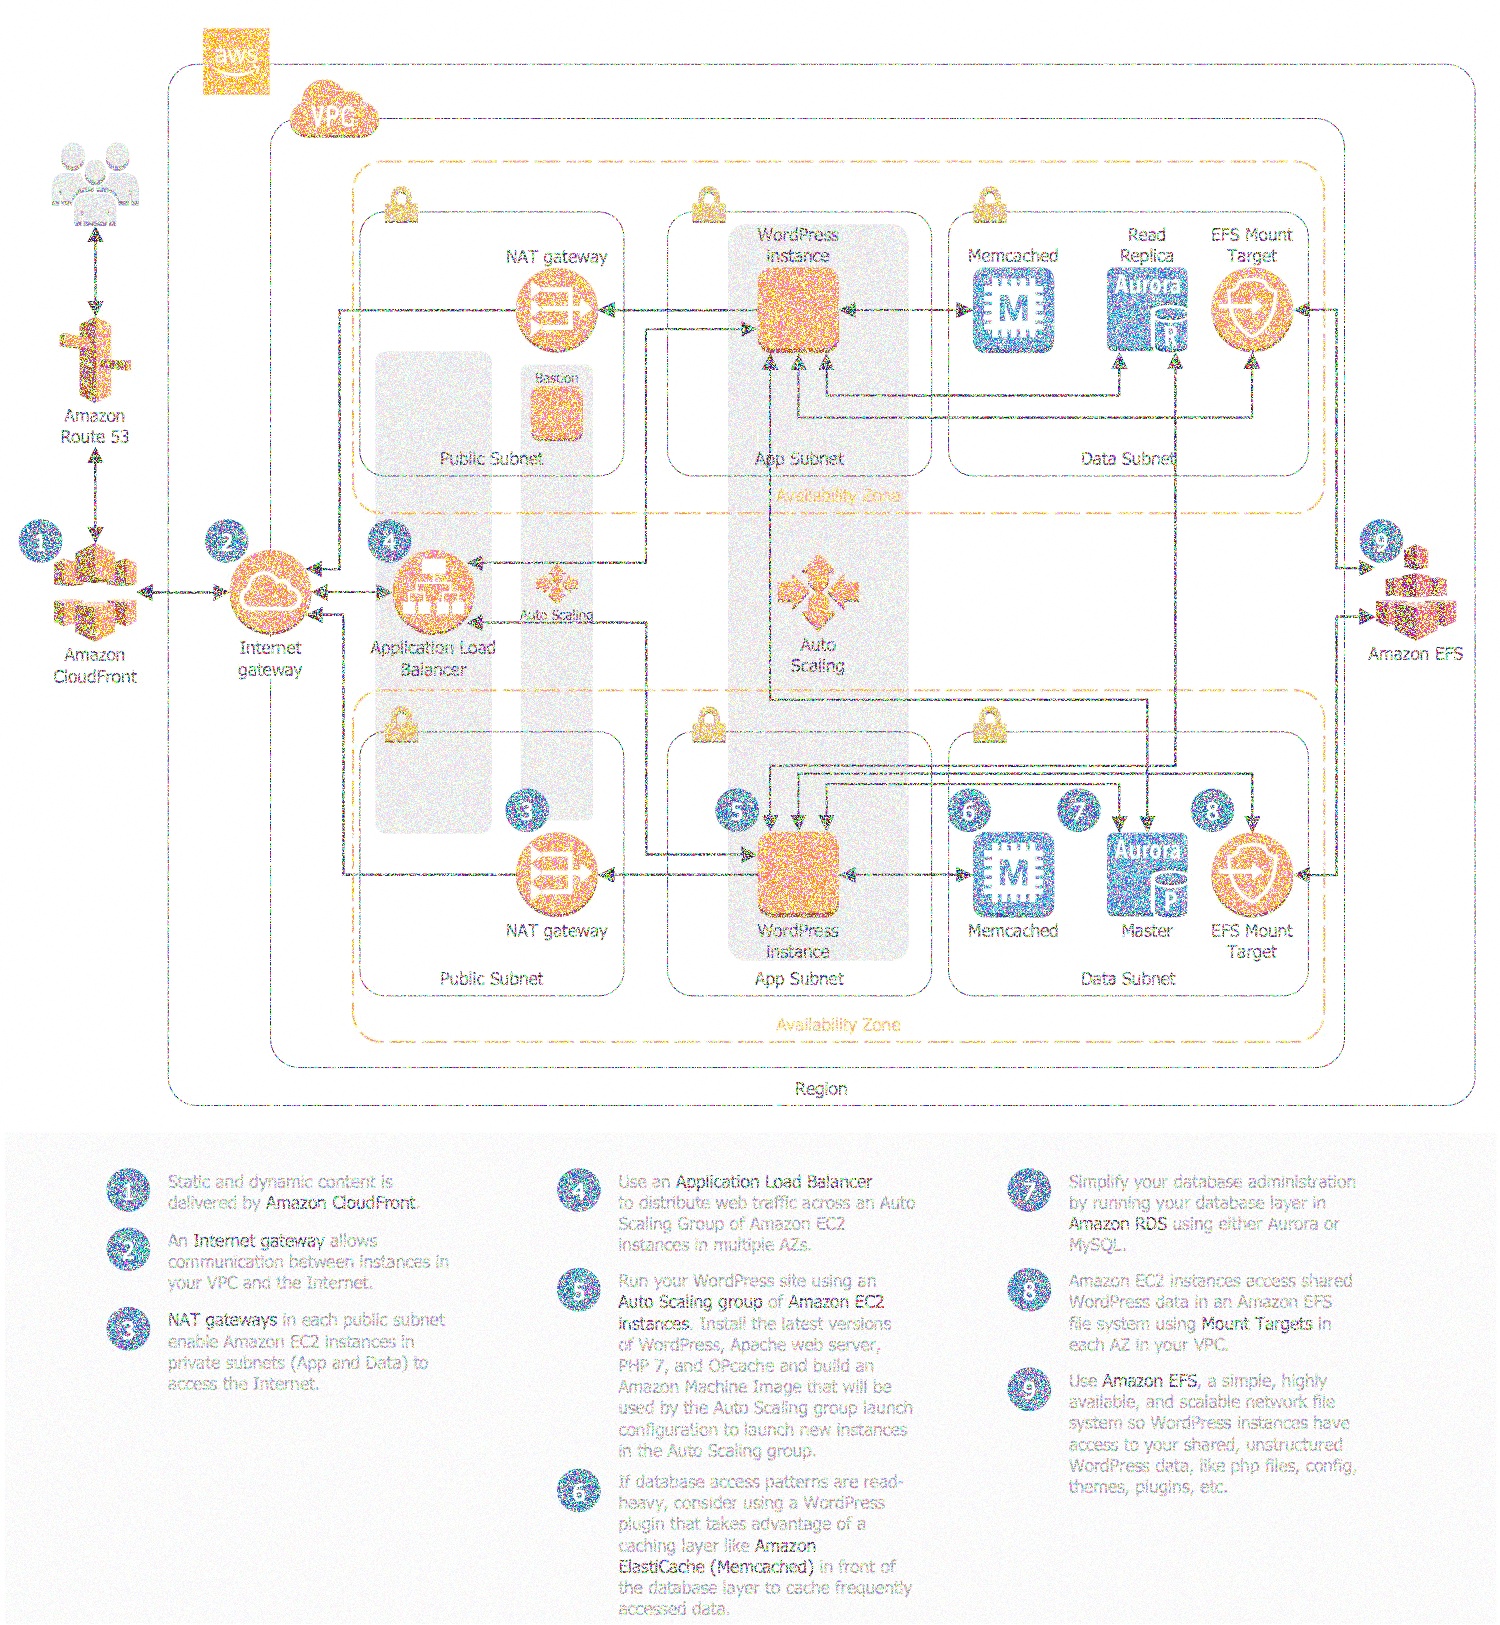 aws
VPC
NAT gateway
WordPress
Instance
Memcached
Read
Replica
EFS Mount
Target
Aurora
M
R
Bastion
Amazon
Route 53
Public Subnet
App Subnet
Data Subnet
Availability Zone
1
2
4
9
Auto Scaling
Amazon
CloudFront
Internet
gateway
Application Load
Balancer
Auto
Scaling
Amazon EFS
3
5
6
7
8
Aurora
M
P
NAT gateway
WordPress
Instance
Memcached
Master
EFS Mount
Target
Public Subnet
App Subnet
Data Subnet
Availability Zone
Region
1
Static and dynamic content is
delivered by Amazon CloudFront.
2
An Internet gateway allows
communication between instances in
your VPC and the Internet.
3
NAT gateways in each public subnet
enable Amazon EC2 instances in
private subnets (App and Data) to
access the Internet.
4
Use an Application Load Balancer
to distribute web traffic across an Auto
Scaling Group of Amazon EC2
instances in multiple AZs.
5
Run your WordPress site using an
Auto Scaling group of Amazon EC2
instances. Install the latest versions
of WordPress, Apache web server,
PHP 7, and OPcache and build an
Amazon Machine Image that will be
used by the Auto Scaling group launch
configuration to launch new instances
in the Auto Scaling group.
6
If database access patterns are read-
heavy, consider using a WordPress
plugin that takes advantage of a
caching layer like Amazon
ElastiCache (Memcached) in front of
the database layer to cache frequently
accessed data.
7
Simplify your database administration
by running your database layer in
Amazon RDS using either Aurora or
MySQL.
8
Amazon EC2 instances access shared
WordPress data in an Amazon EFS
file system using Mount Targets in
each AZ in your VPC.
9
Use Amazon EFS, a simple, highly
available, and scalable network file
system so WordPress instances have
access to your shared, unstructured
WordPress data, like php files, config,
themes, plugins, etc.